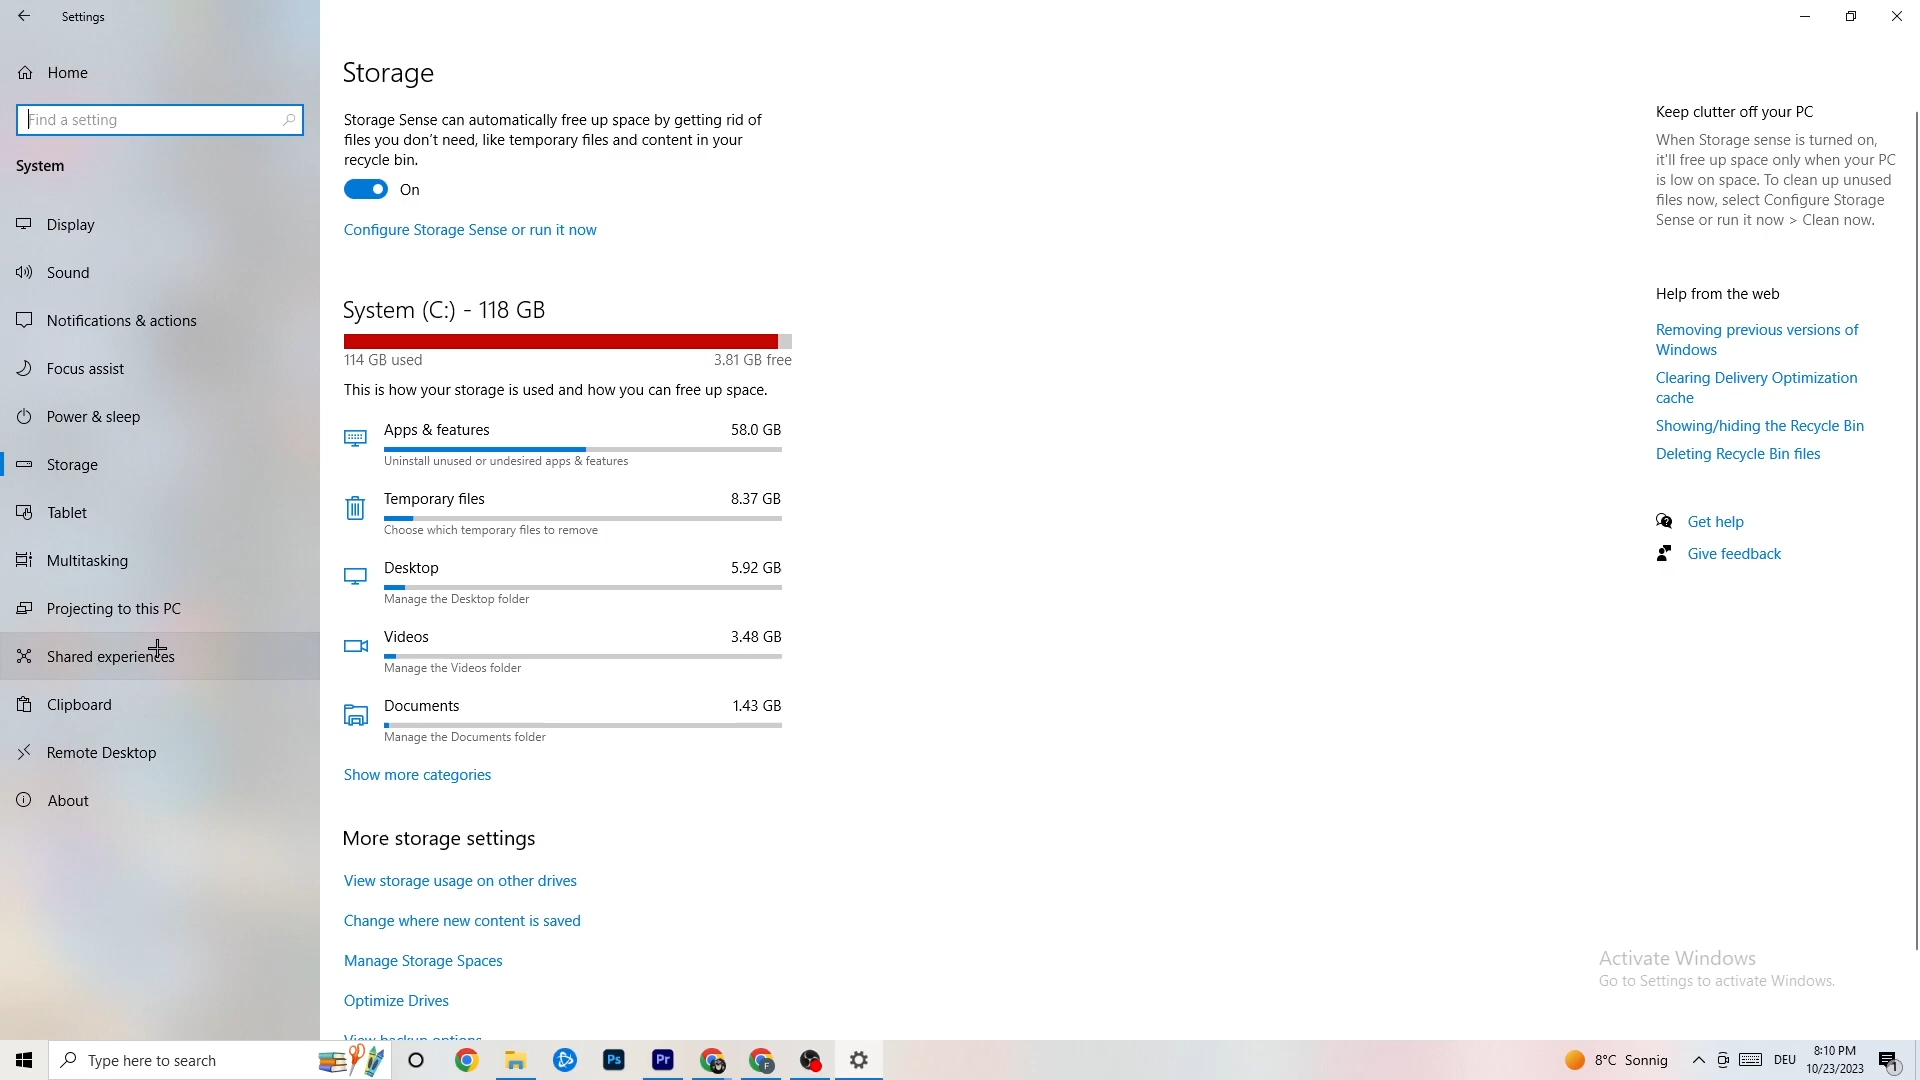 Settings
Home
Find a setting
System
Display
Sound
Notifications & actions
Focus assist
Power & sleep
Storage
Tablet
Multitasking
Projecting to this PC
Shared experiences
Clipboard
Remote Desktop
About
Storage
Storage Sense can automatically free up space by getting rid of
files you don't need, like temporary files and content in your
recycle bin.
On
Configure Storage Sense or run it now
System (C:) - 118 GB
114 GB used
3.81 GB free
This is how your storage is used and how you can free up space.
Apps & features 58.0 GB
Uninstall unused or undesired apps & features
Temporary files 8.37 GB
Choose which temporary files to remove
Desktop 5.92 GB
Manage the Desktop folder
Videos 3.48 GB
Manage the Videos folder
Documents 1.43 GB
Manage the Documents folder
Show more categories
More storage settings
View storage usage on other drives
Change where new content is saved
Manage Storage Spaces
Optimize Drives
View backup options
Keep clutter off your PC
When Storage sense is turned on,
it'll free up space only when your PC
is low on space. To clean up unused
files now, select Configure Storage
Sense or run it now > Clean now.
Help from the web
Removing previous versions of
Windows
Clearing Delivery Optimization
cache
Showing/hiding the Recycle Bin
Deleting Recycle Bin files
Get help
Give feedback
Activate Windows
Go to Settings to activate Windows.
Type here to search
Ps
Pr
F
8°C Sonnig
DEU
8:10 PM
10/23/2023
1